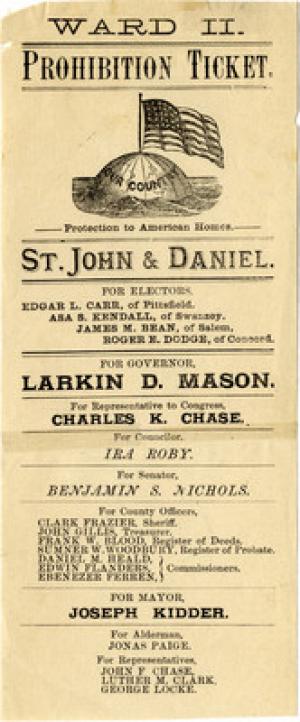 WARD II.
PROHIBITION TICKET.
OUR COUNTRY
Protection to American Homes.
ST. JOHN & DANIEL.
FOR ELECTORS.
EDGAR L. CARR, of Pittsfield.
ASA S. KENDALL, of Swanzey.
JAMES M. BEAN, of Salem,
ROGER E. DODGE, of Concord.
FOR GOVERNOR,
LARKIN D. MASON.
For Representative to Congress,
CHARLES K. CHASE.
For Councilor.
IRA ROBY.
For Senator,
BENJAMIN S. NICHOLS.
For County Officers,
CLARK FRAZIER, Sheriff.
JOHN GILLIS, Treasurer.
FRANK W. BLOOD, Register of Deeds.
SUMNER W. WOODBURY, Register of Probate.
DANIEL M. HEALD,
EDWIN FLANDERS, Commissioners.
EBENEZER FERREN,
FOR MAYOR,
JOSEPH KIDDER.
For Alderman,
JONAS PAIGE.
For Representatives,
JOHN F. CHASE,
LUTHER M. CLARK,
GEORGE LOCKE.